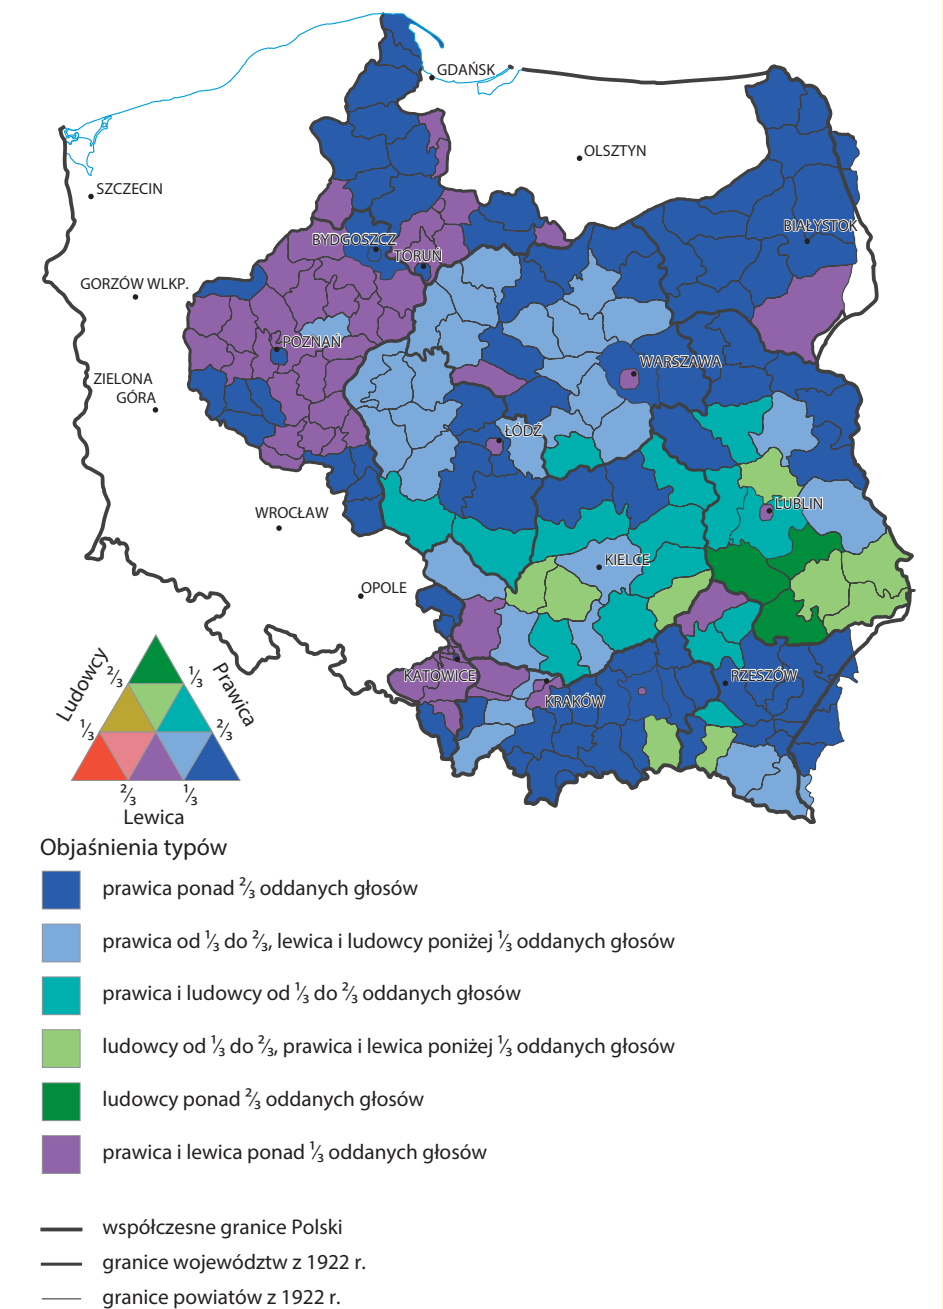 GDAŃSK
OLSZTYN
SZCZECIN
BIAŁYSTOK
BYDGOSZCZ
TORUŃ
GORZÓW WLKP.
POZNAŃ
WARSZAWA
ZIELONA
GÓRA
ŁÓDŹ
WROCŁAW
LUBLIN
KIELCE
OPOLE
KATOWICE
RZESZÓW
KRAKÓW
Ludowcy
Prawica
⅔ ⅓
⅓ ⅔
⅔ ⅓
Lewica
Objaśnienia typów
prawica ponad ⅔ oddanych głosów
prawica od ⅓ do ⅔, lewica i ludowcy poniżej ⅓ oddanych głosów
prawica i ludowcy od ⅓ do ⅔ oddanych głosów
ludowcy od ⅓ do ⅔, prawica i lewica poniżej ⅓ oddanych głosów
ludowcy ponad ⅔ oddanych głosów
prawica i lewica ponad ⅓ oddanych głosów
współczesne granice Polski
granice województw z 1922 r.
granice powiatów z 1922 r.